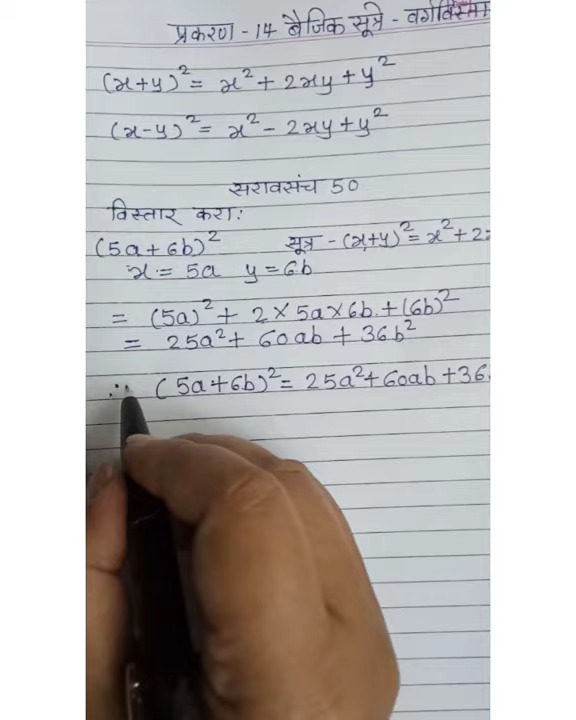 प्रकरण - 14 बैजिक सूत्रे - वर्गविस्ता
(x+y)² = x² + 2xy + y²
(x-y)² = x² - 2xy + y²
सरावसंच 50
विस्तार करा:
(5a+6b)² सूत्र - (x+y)² = x² + 2
x = 5a y = 6b
= (5a)² + 2 × 5a × 6b + (6b)²
= 25a² + 60ab + 36b²
∴ (5a+6b)² = 25a² + 60ab + 36